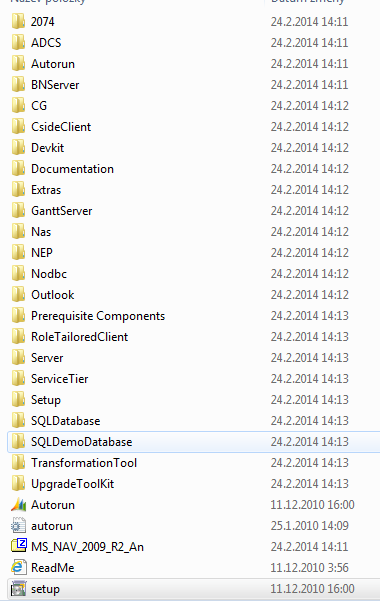 Název položky Datum změny
2074 24.2.2014 14:11
ADCS 24.2.2014 14:11
Autorun 24.2.2014 14:11
BNServer 24.2.2014 14:11
CG 24.2.2014 14:12
CsideClient 24.2.2014 14:12
Devkit 24.2.2014 14:12
Documentation 24.2.2014 14:12
Extras 24.2.2014 14:12
GanttServer 24.2.2014 14:12
Nas 24.2.2014 14:12
NEP 24.2.2014 14:12
Nodbc 24.2.2014 14:12
Outlook 24.2.2014 14:12
Prerequisite Components 24.2.2014 14:13
RoleTailoredClient 24.2.2014 14:13
Server 24.2.2014 14:13
ServiceTier 24.2.2014 14:13
Setup 24.2.2014 14:13
SQLDatabase 24.2.2014 14:13
SQLDemoDatabase 24.2.2014 14:13
TransformationTool 24.2.2014 14:13
UpgradeToolKit 24.2.2014 14:13
Autorun 11.12.2010 16:00
autorun 25.1.2010 14:09
MS_NAV_2009_R2_An 24.2.2014 14:11
ReadMe 11.12.2010 3:56
setup 11.12.2010 16:00